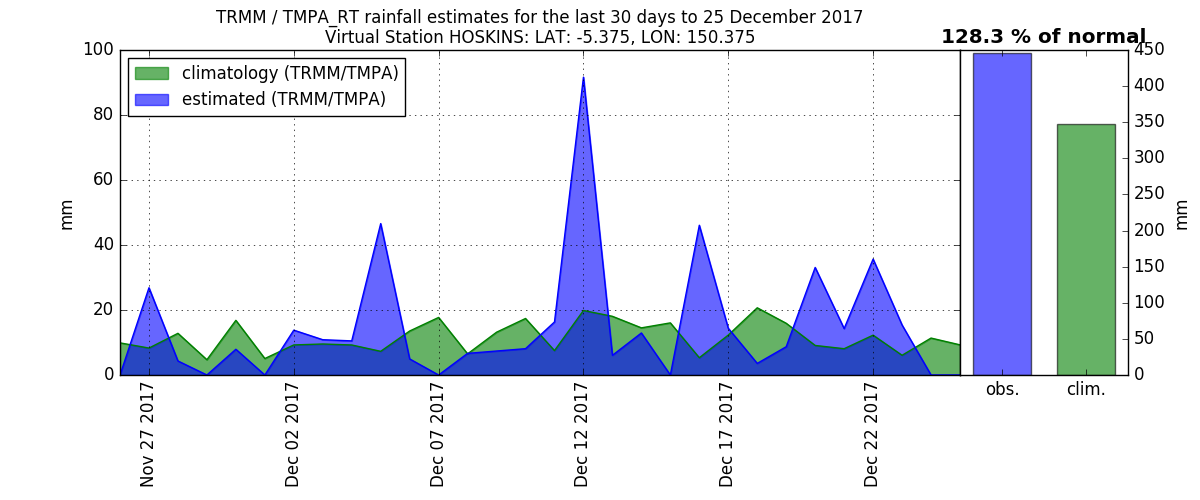 TRMM / TMPA_RT rainfall estimates for the last 30 days to 25 December 2017
Virtual Station HOSKINS: LAT: -5.375, LON: 150.375
128.3 % of normal
climatology (TRMM/TMPA)
estimated (TRMM/TMPA)
100
80
60
40
20
0
mm
Nov 27 2017
Dec 02 2017
Dec 07 2017
Dec 12 2017
Dec 17 2017
Dec 22 2017
450
400
350
300
250
200
150
100
50
0
mm
obs.
clim.